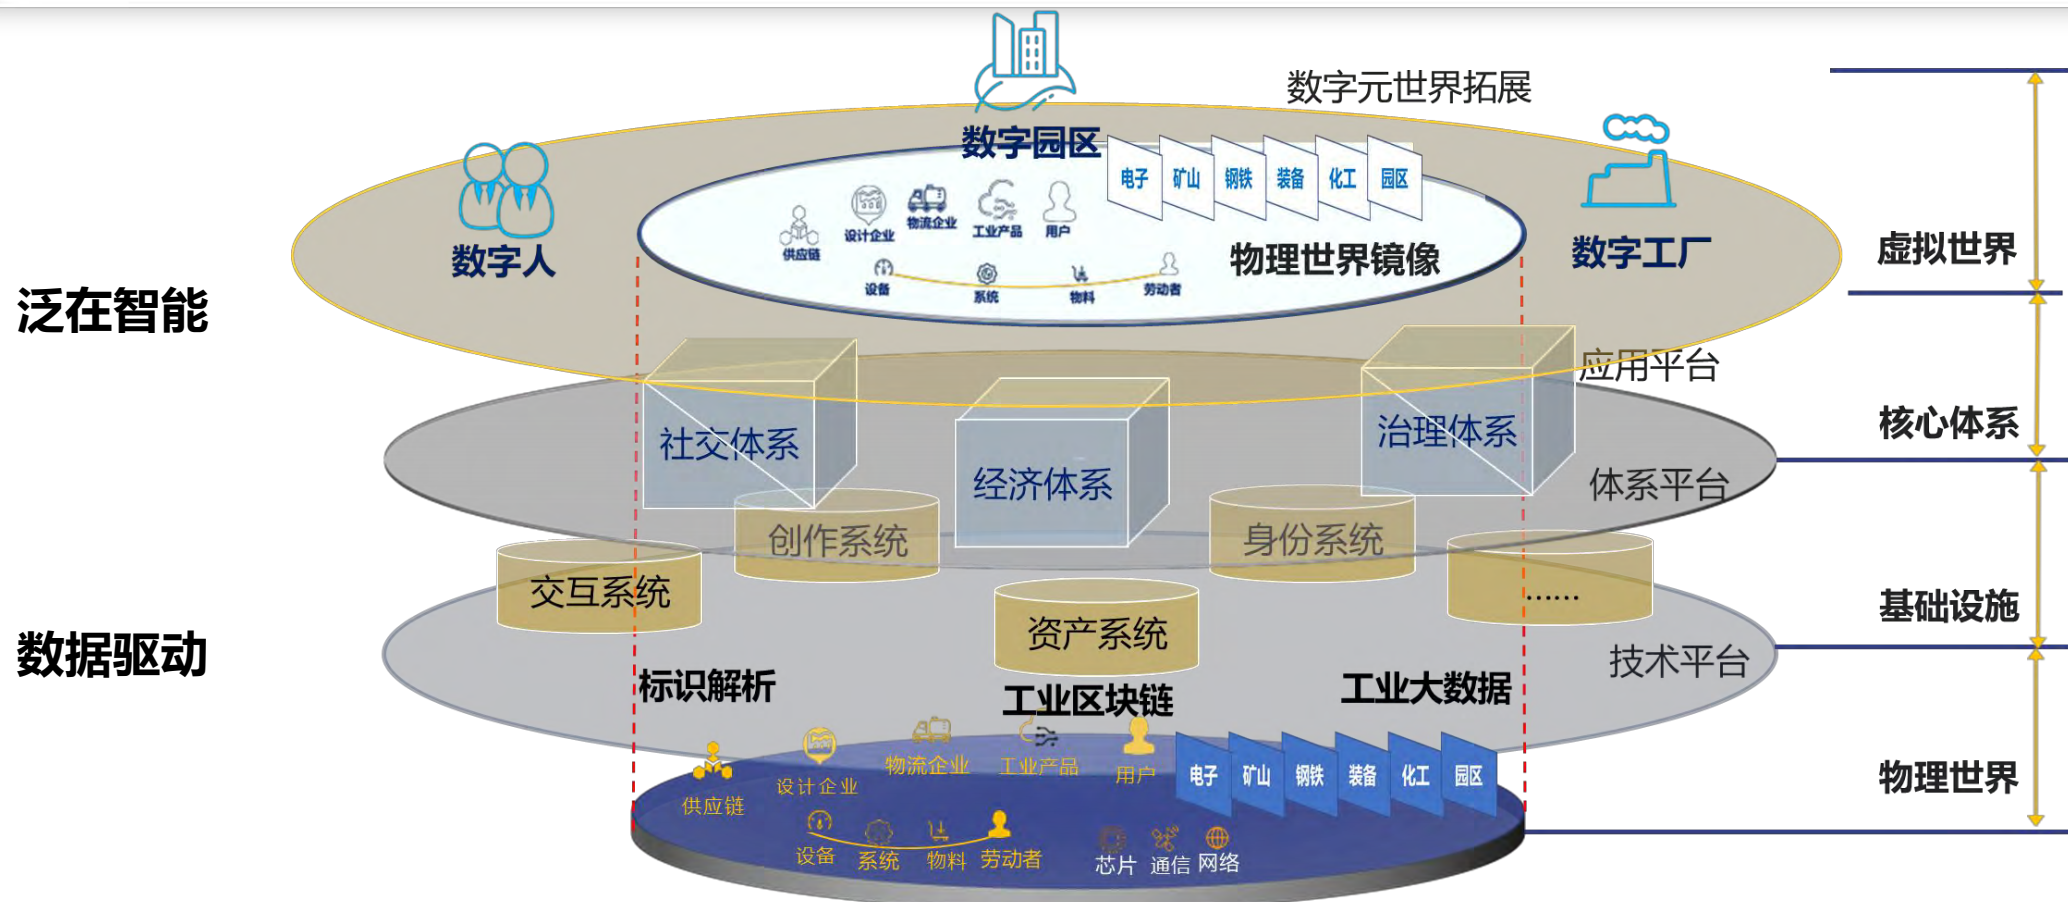 数字元世界拓展
数字园区
数字人
数字工厂
电子 矿山 钢铁 装备 化工 园区
供应链 设计企业 物流企业 工业产品 用户
物理世界镜像
设备 系统 物料 劳动者
虚拟世界
泛在智能
应用平台
核心体系
社交体系 经济体系 治理体系
体系平台
创作系统 身份系统
交互系统 资产系统 ……
基础设施
数据驱动
技术平台
标识解析 工业区块链 工业大数据
物理世界
供应链 设计企业 物流企业 工业产品 用户
电子 矿山 钢铁 装备 化工 园区
设备 系统 物料 劳动者
芯片 通信 网络